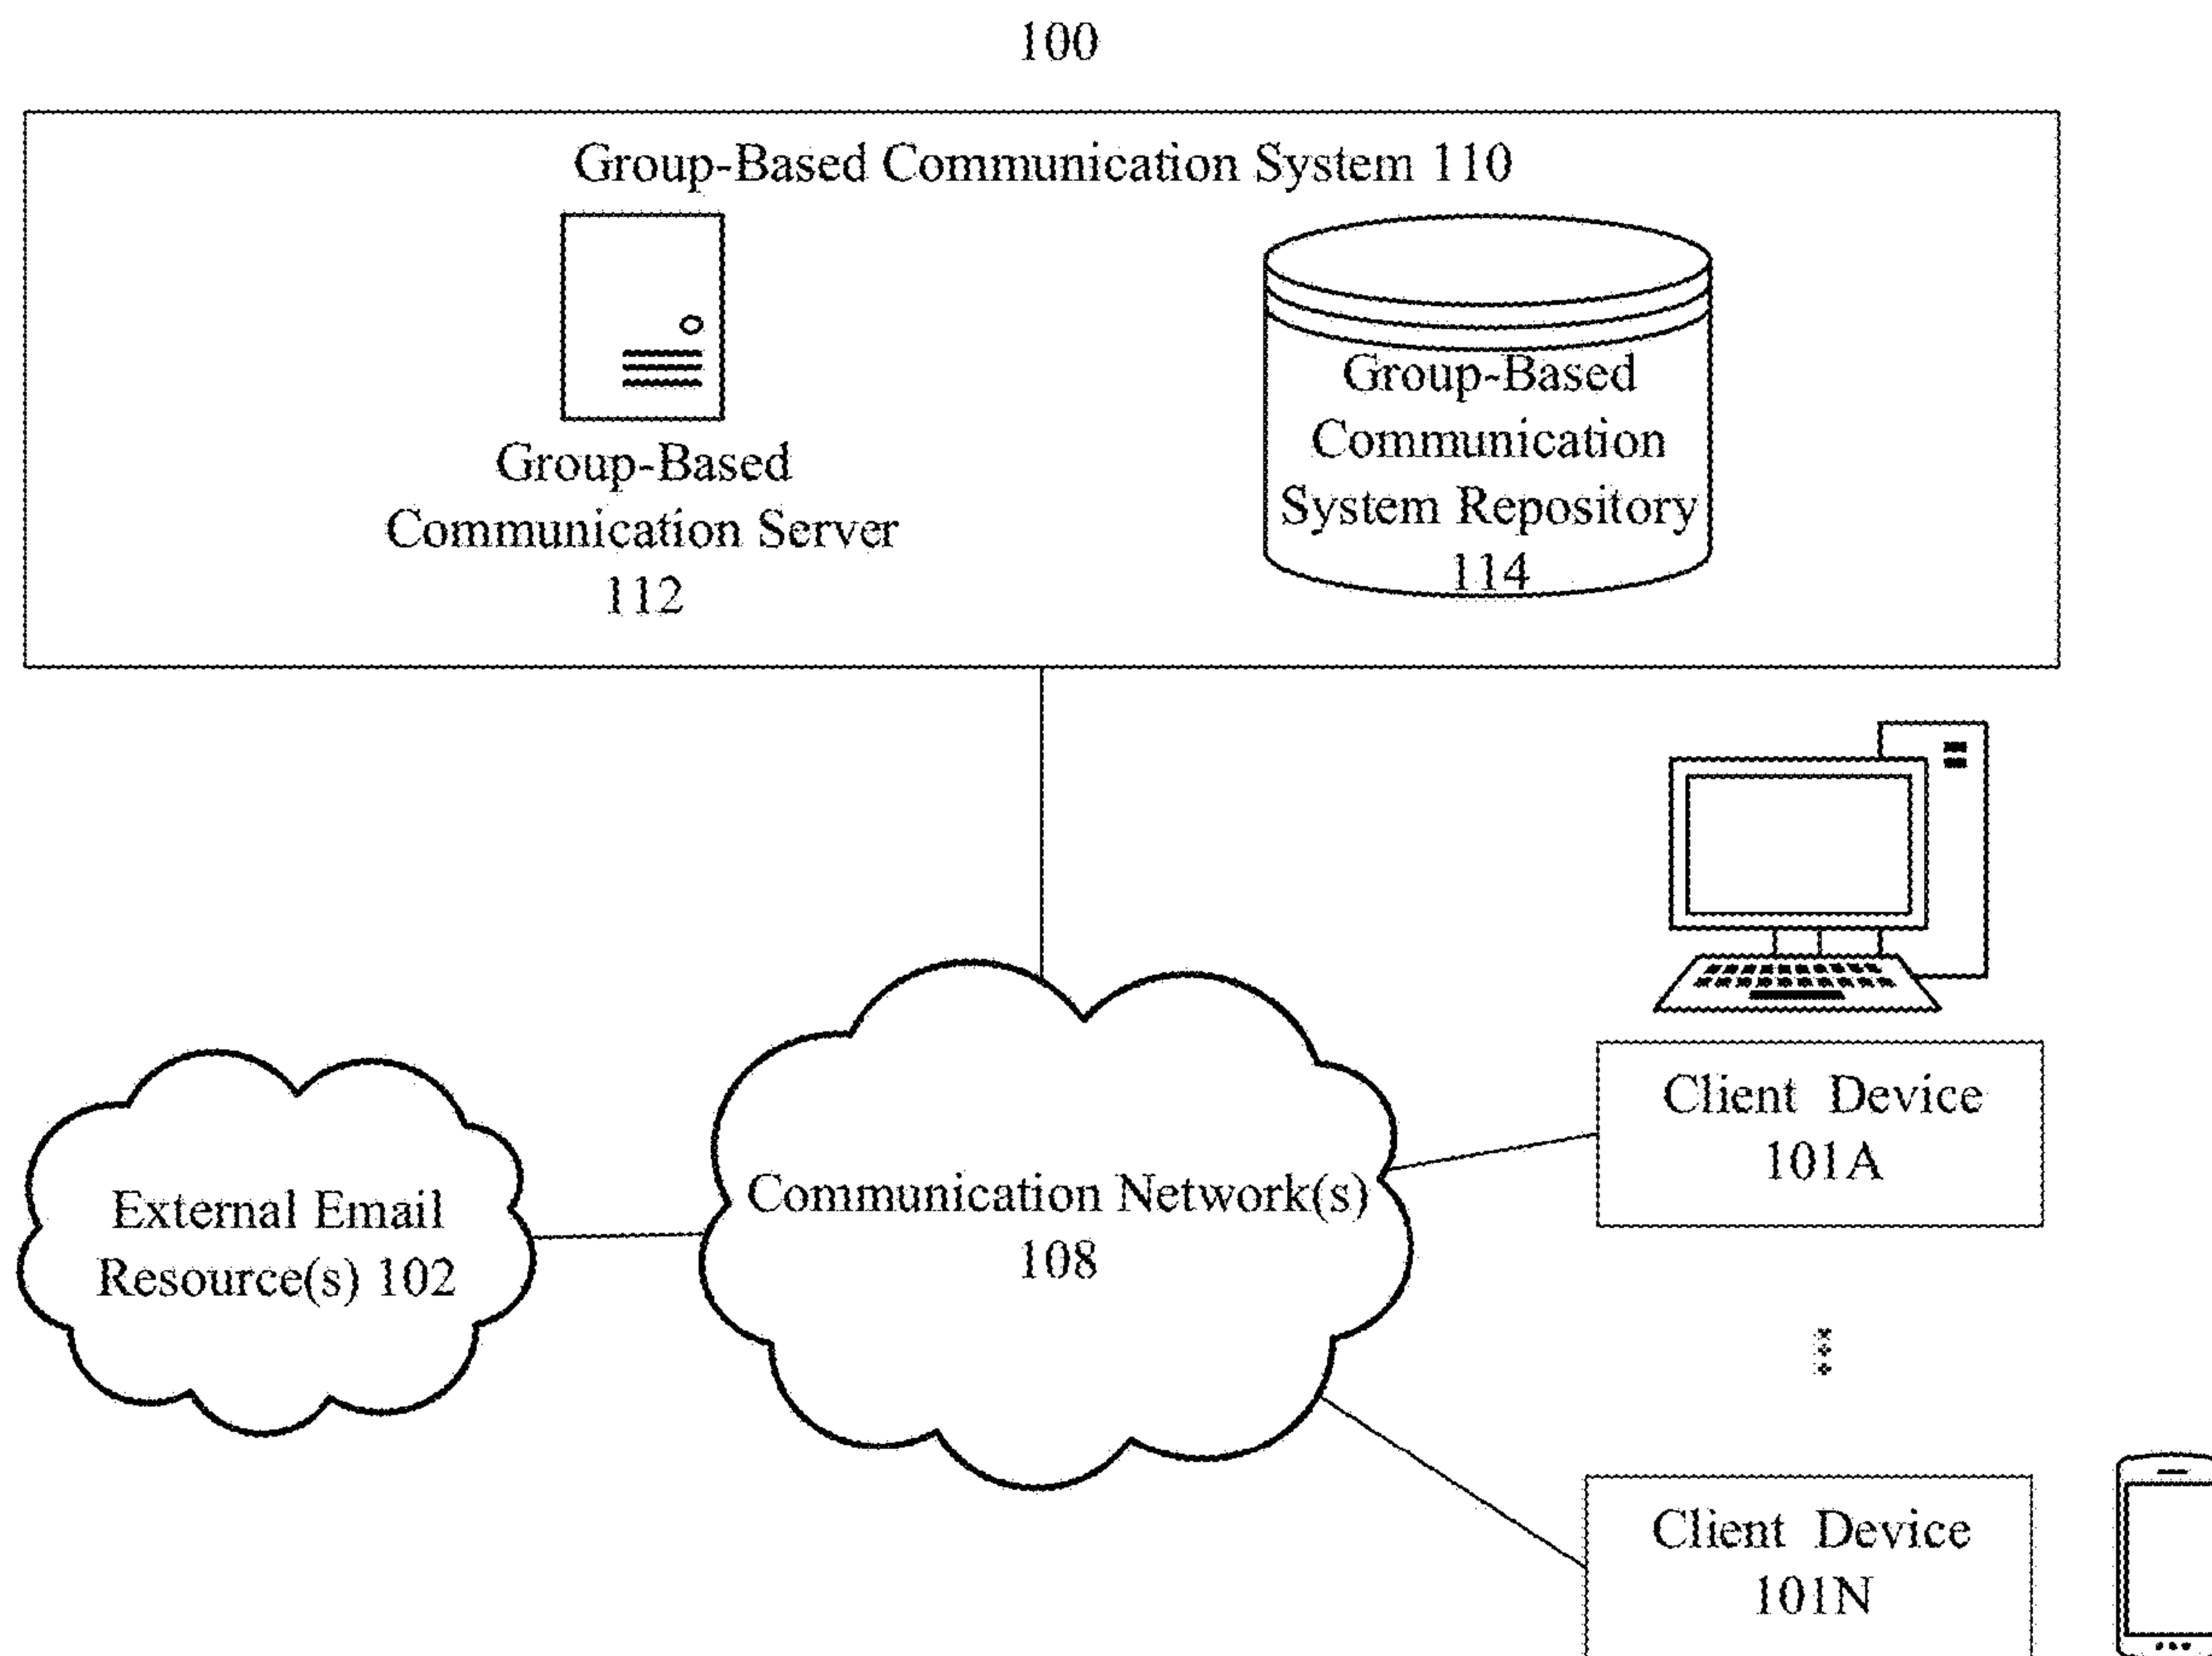 100
Group-Based Communication System 110
Group-Based
Communication Server
112
Group-Based
Communication
System Repository
114
Client Device
101A
Communication Network(s)
108
External Email
Resource(s) 102
Client Device
101N